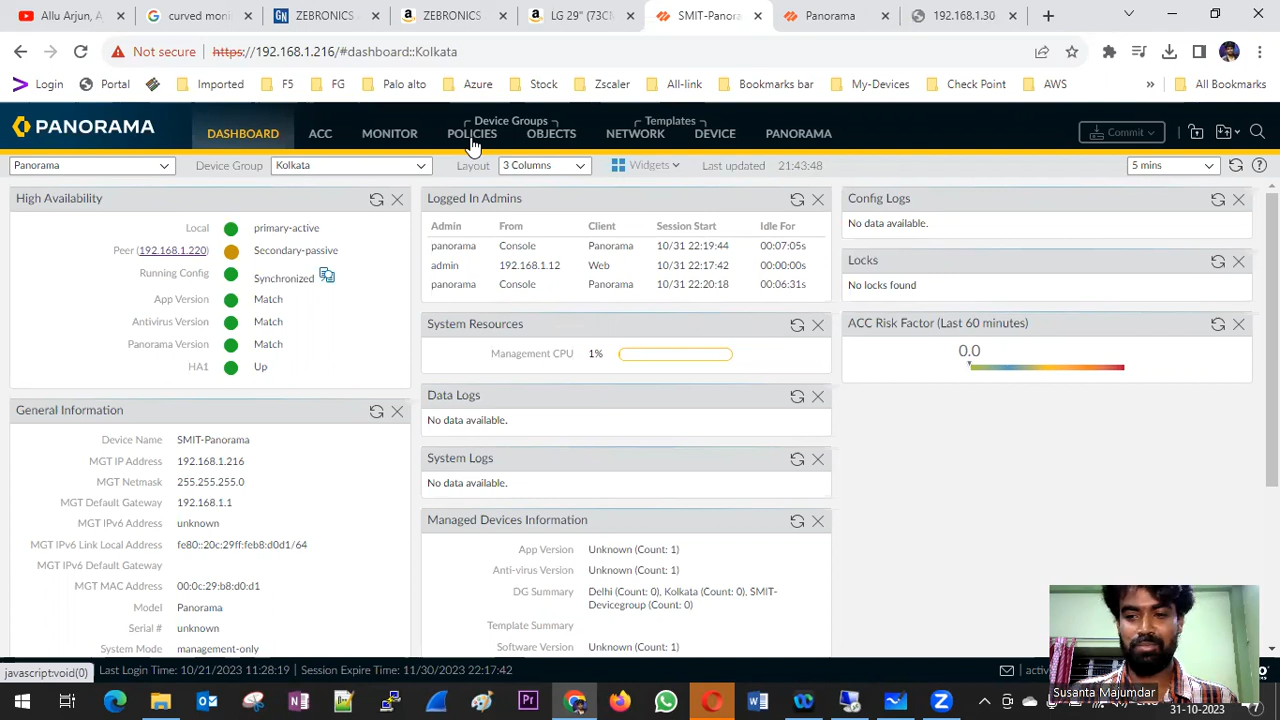 Allu Arjun, A
curved moni
ZEBRONICS
ZEBRONICS
LG 29" (73Cl
SMIT-Panora
Panorama
192.168.1.30
Not secure https://192.168.1.216/#dashboard::Kolkata
Login Portal Imported F5 FG Palo alto Azure Stock Zscaler All-link Bookmarks bar My-Devices Check Point AWS » All Bookmarks
Device Groups Templates
PANORAMA DASHBOARD ACC MONITOR POLICIES OBJECTS NETWORK DEVICE PANORAMA Commit
Panorama Device Group Kolkata Layout 3 Columns Widgets Last updated 21:43:48 5 mins
High Availability
Local primary-active
Peer (192.168.1.220) Secondary-passive
Running Config Synchronized
App Version Match
Antivirus Version Match
Panorama Version Match
HA1 Up
General Information
Device Name SMIT-Panorama
MGT IP Address 192.168.1.216
MGT Netmask 255.255.255.0
MGT Default Gateway 192.168.1.1
MGT IPv6 Address unknown
MGT IPv6 Link Local Address fe80::20c:29ff:feb8:d0d1/64
MGT IPv6 Default Gateway
MGT MAC Address 00:0c:29:b8:d0:d1
Model Panorama
Serial # unknown
System Mode management-only
Logged In Admins
Admin From Client Session Start Idle For
panorama Console Panorama 10/31 22:19:44 00:07:05s
admin 192.168.1.12 Web 10/31 22:17:42 00:00:00s
panorama Console Panorama 10/31 22:20:18 00:06:31s
System Resources
Management CPU 1%
Data Logs
No data available.
System Logs
No data available.
Managed Devices Information
App Version Unknown (Count: 1)
Anti-virus Version Unknown (Count: 1)
DG Summary Delhi (Count: 0), Kolkata (Count: 0), SMIT-
Devicegroup (Count: 0)
Template Summary
Software Version Unknown (Count: 1)
Config Logs
No data available.
Locks
No locks found
ACC Risk Factor (Last 60 minutes)
0.0
javascript:void(0) Last Login Time: 10/21/2023 11:28:19 | Session Expire Time: 11/30/2023 22:17:42 activ
Susanta Majumdar
31-10-2023